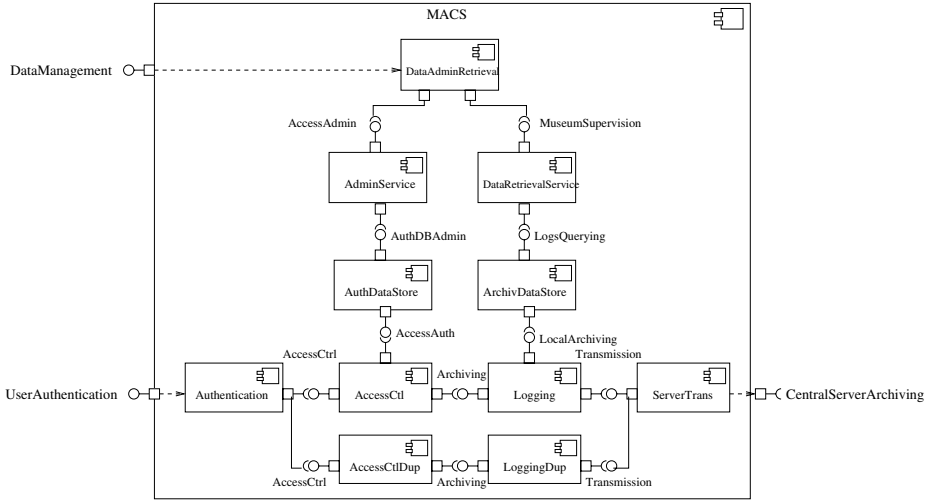 MACS
DataManagement
DataAdminRetrieval
AccessAdmin
MuseumSupervision
AdminService
DataRetrievalService
AuthDBAdmin
LogsQuerying
AuthDataStore
ArchivDataStore
AccessAuth
LocalArchiving
AccessCtrl
Transmission
Archiving
UserAuthentication
Authentication
AccessCtl
Logging
ServerTrans
CentralServerArchiving
AccessCtlDup
LoggingDup
AccessCtrl
Archiving
Transmission